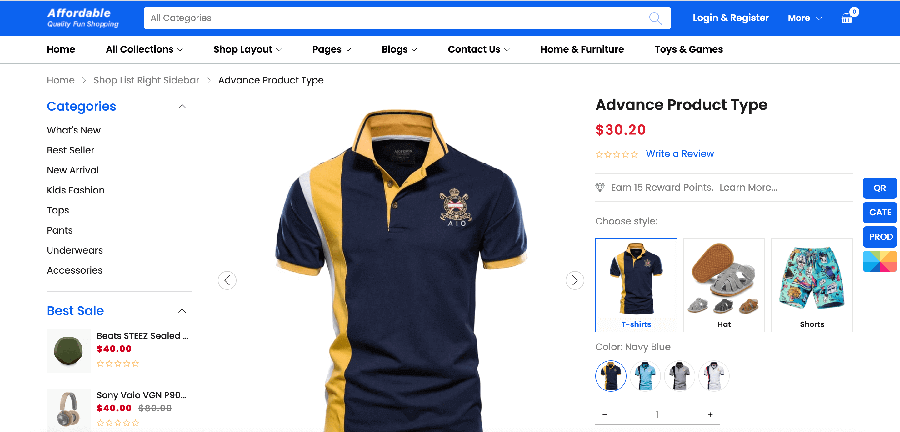 Affordable
Quality Fun Shopping
All Categories
Login & Register
More
0
Home
All Collections
Shop Layout
Pages
Blogs
Contact Us
Home & Furniture
Toys & Games
Home > Shop List Right Sidebar > Advance Product Type
Categories
What's New
Best Seller
New Arrival
Kids Fashion
Tops
Pants
Underwears
Accessories
Best Sale
Beats STEEZ Sealed ...
$40.00
Sony Vaio VGN P90...
$40.00 $80.00
A I O
Advance Product Type
$30.20
Write a Review
Earn 15 Reward Points. Learn More...
Choose style:
T-shirts
Hat
Shorts
Color: Navy Blue
- 1 +
QR
CATE
PROD